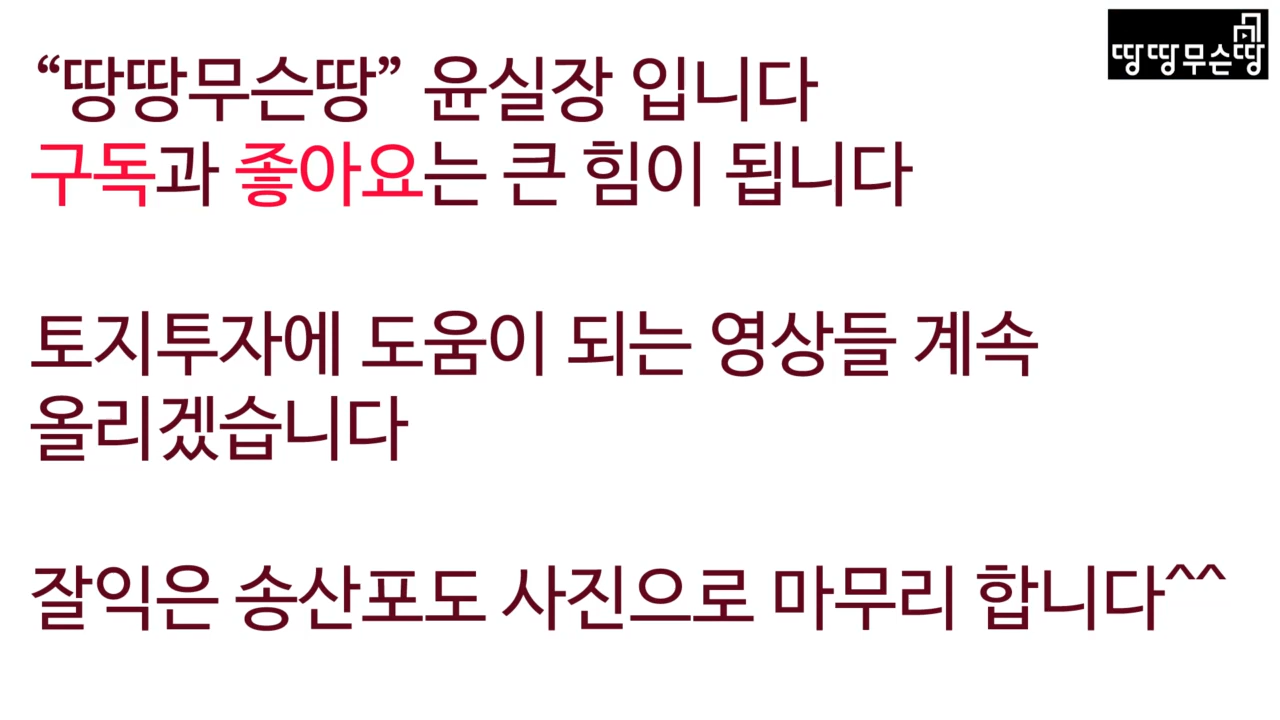 땅땅무슨땅
“땅땅무슨땅” 윤실장 입니다
구독과 좋아요는 큰 힘이 됩니다
토지투자에 도움이 되는 영상들 계속
올리겠습니다
잘익은 송산포도 사진으로 마무리 합니다^^